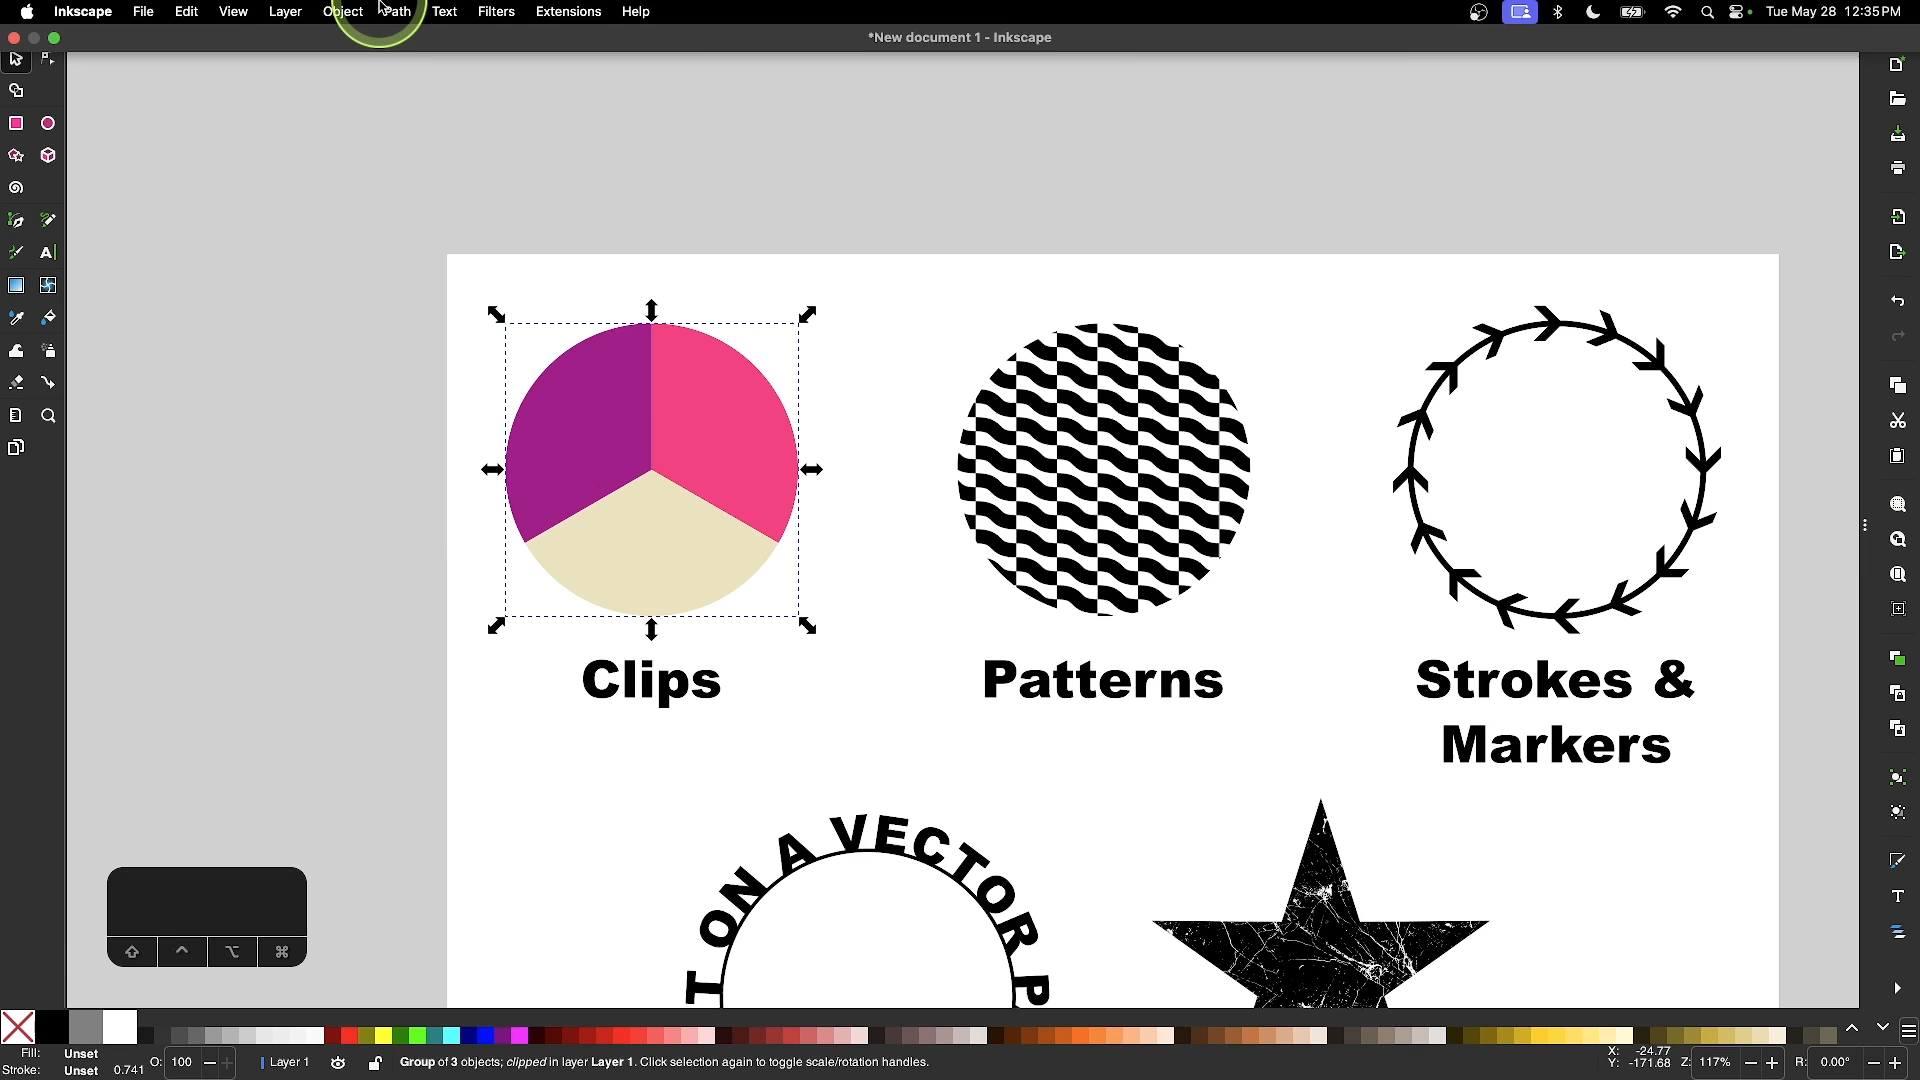 Inkscape File Edit View Layer Object Path Text Filters Extensions Help
Tue May 28 12:35 PM
*New document 1 - Inkscape
Clips
Patterns
Strokes &
Markers
T ON A VECTOR P
Fill: Unset
Stroke: Unset 0.741
O: 100
Layer 1
Group of 3 objects; clipped in layer Layer 1. Click selection again to toggle scale/rotation handles.
X: -24.77
Y: -171.68
Z: 117%
R: 0.00°